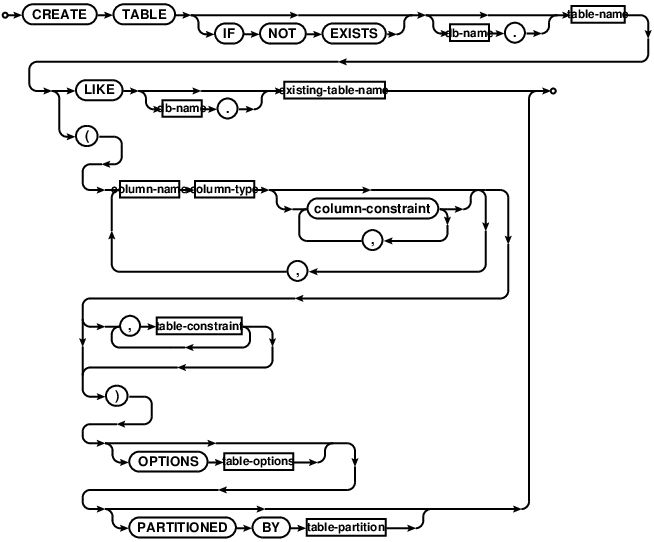 CREATE TABLE IF NOT EXISTS db-name . table-name
LIKE db-name . existing-table-name
(
column-name column-type column-constraint
,
,
, table-constraint
)
OPTIONS table-options
PARTITIONED BY table-partition